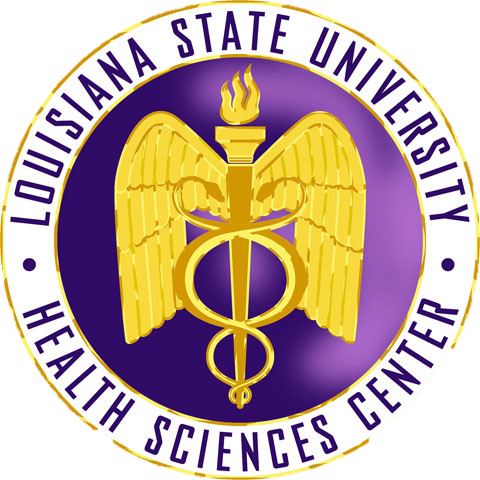 LOUISIANA STATE UNIVERSITY
HEALTH SCIENCES CENTER